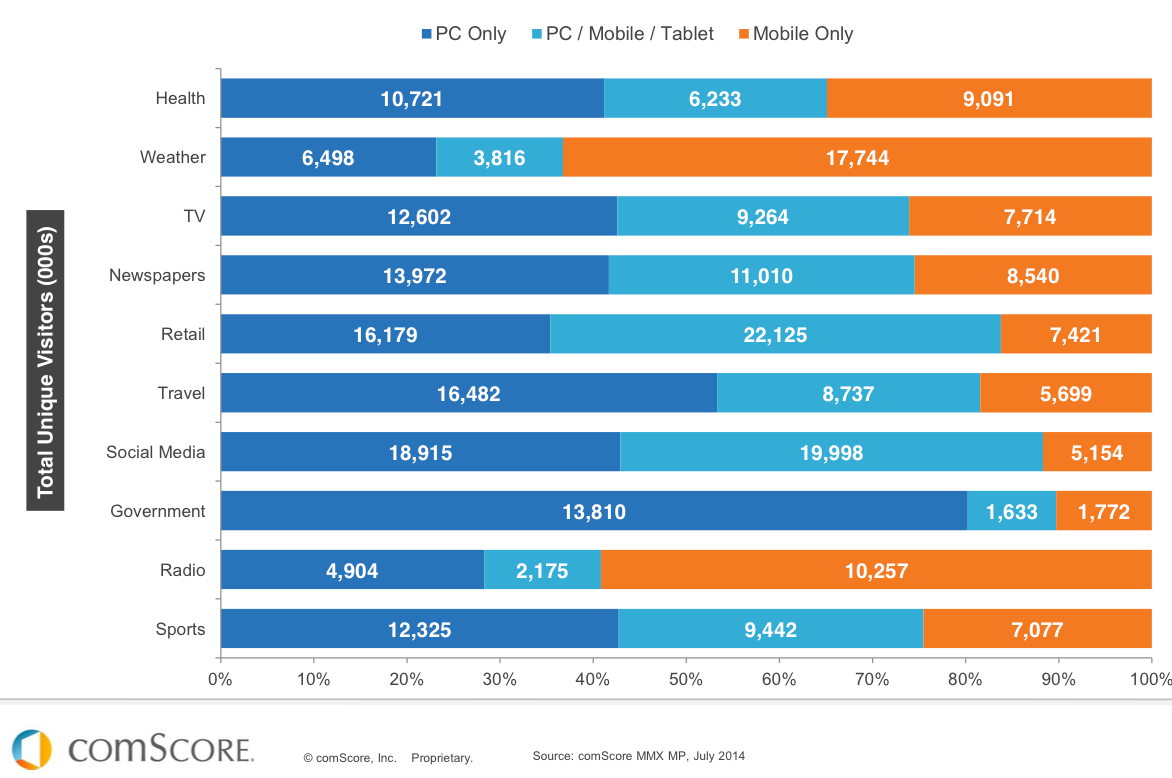 PC Only PC / Mobile / Tablet Mobile Only
Total Unique Visitors (000s)
Health 10,721 6,233 9,091
Weather 6,498 3,816 17,744
TV 12,602 9,264 7,714
Newspapers 13,972 11,010 8,540
Retail 16,179 22,125 7,421
Travel 16,482 8,737 5,699
Social Media 18,915 19,998 5,154
Government 13,810 1,633 1,772
Radio 4,904 2,175 10,257
Sports 12,325 9,442 7,077
0% 10% 20% 30% 40% 50% 60% 70% 80% 90% 100%
comSCORE. © comScore, Inc. Proprietary. Source: comScore MMX MP, July 2014